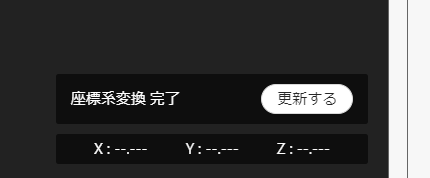 座標系変換 完了
更新する
X : --.--- Y : --.--- Z : --.---